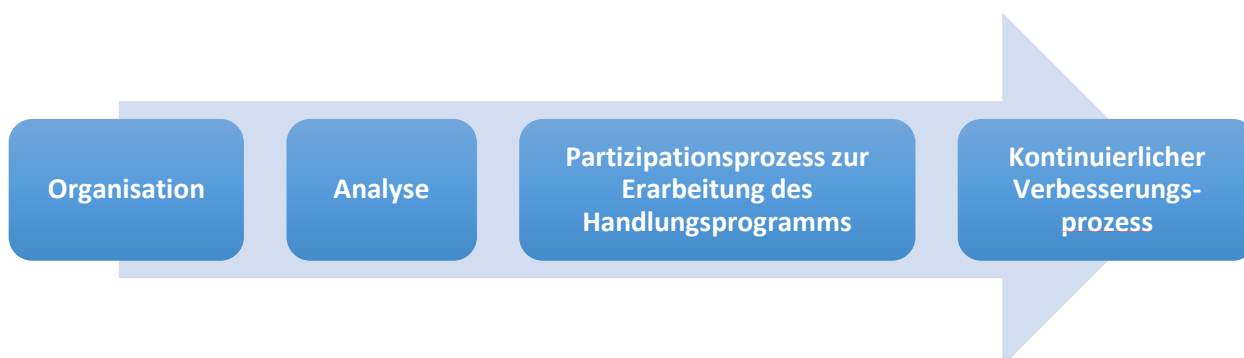 Organisation
Analyse
Partizipationsprozess zur
Erarbeitung des
Handlungsprogramms
Kontinuierlicher
Verbesserungs-
prozess